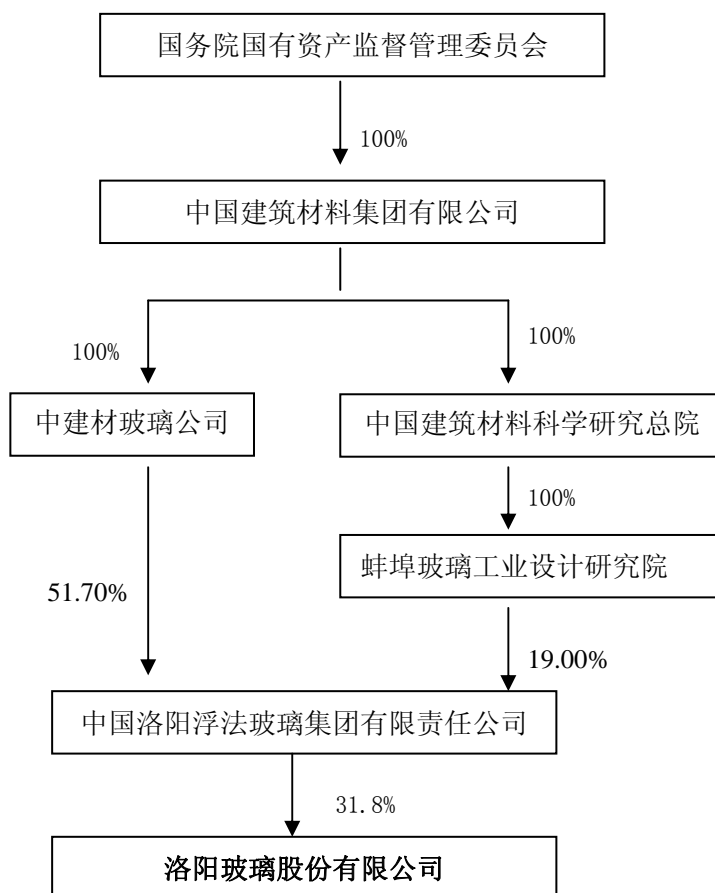 国务院国有资产监督管理委员会
100%
中国建筑材料集团有限公司
100%
100%
中建材玻璃公司
中国建筑材料科学研究总院
100%
蚌埠玻璃工业设计研究院
51.70%
19.00%
中国洛阳浮法玻璃集团有限责任公司
31.8%
洛阳玻璃股份有限公司